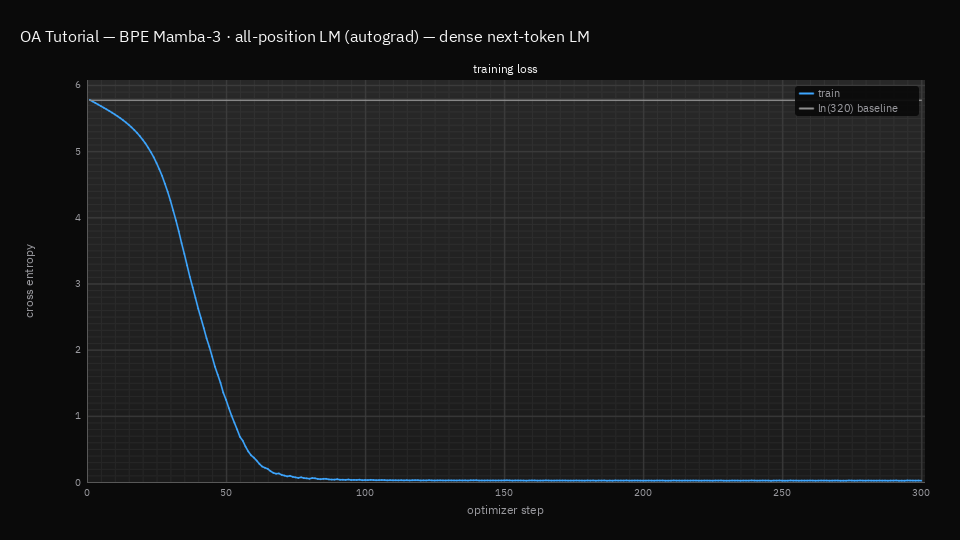 OA Tutorial — BPE Mamba-3 · all-position LM (autograd) — dense next-token LM
training loss
train
ln(320) baseline
6
5
4
3
2
1
0
cross entropy
0
50
100
150
200
250
300
optimizer step